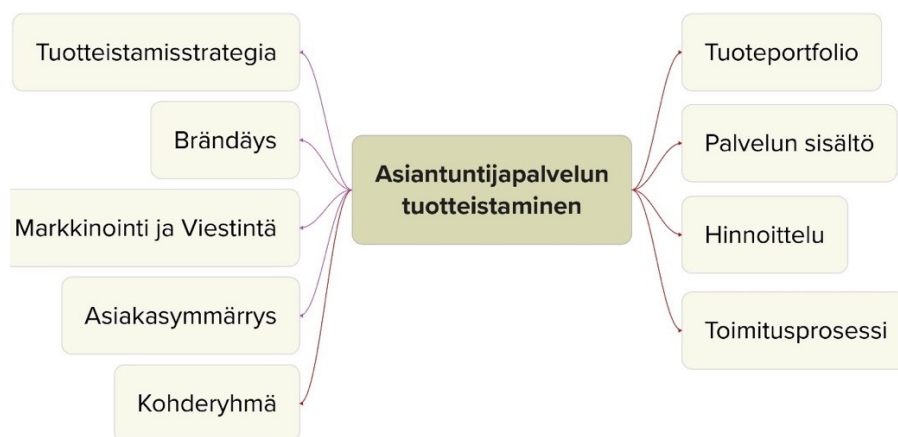 Tuotteistamisstrategia
Brändäys
Markkinointi ja Viestintä
Asiakasymmärrys
Kohderyhmä
Asiantuntijapalvelun
tuotteistaminen
Tuoteportfolio
Palvelun sisältö
Hinnoittelu
Toimitusprosessi